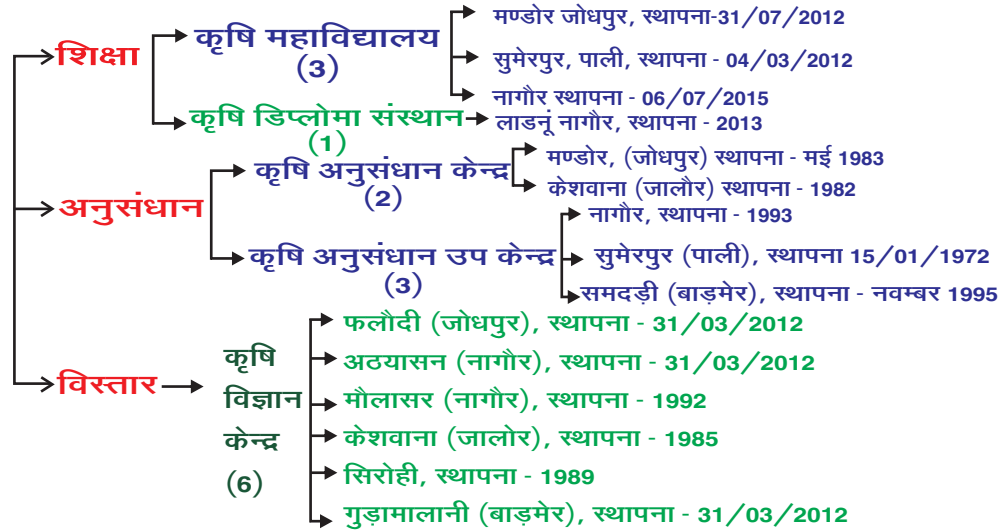 शिक्षा
कृषि महाविद्यालय
(3)
मण्डोर जोधपुर, स्थापना-31/07/2012
सुमेरपुर, पाली, स्थापना - 04/03/2012
नागौर स्थापना - 06/07/2015
कृषि डिप्लोमा संस्थान
(1)
लाडनूं नागौर, स्थापना - 2013
अनुसंधान
कृषि अनुसंधान केन्द्र
(2)
मण्डोर, (जोधपुर) स्थापना - मई 1983
केशवाना (जालौर) स्थापना - 1982
कृषि अनुसंधान उप केन्द्र
(3)
नागौर, स्थापना - 1993
सुमेरपुर (पाली), स्थापना 15/01/1972
समदड़ी (बाड़मेर), स्थापना - नवम्बर 1995
विस्तार
कृषि
विज्ञान
केन्द्र
(6)
फलौदी (जोधपुर), स्थापना - 31/03/2012
अठयासन (नागौर), स्थापना - 31/03/2012
मौलासर (नागौर), स्थापना - 1992
केशवाना (जालोर), स्थापना - 1985
सिरोही, स्थापना - 1989
गुड़ामालानी (बाड़मेर), स्थापना - 31/03/2012